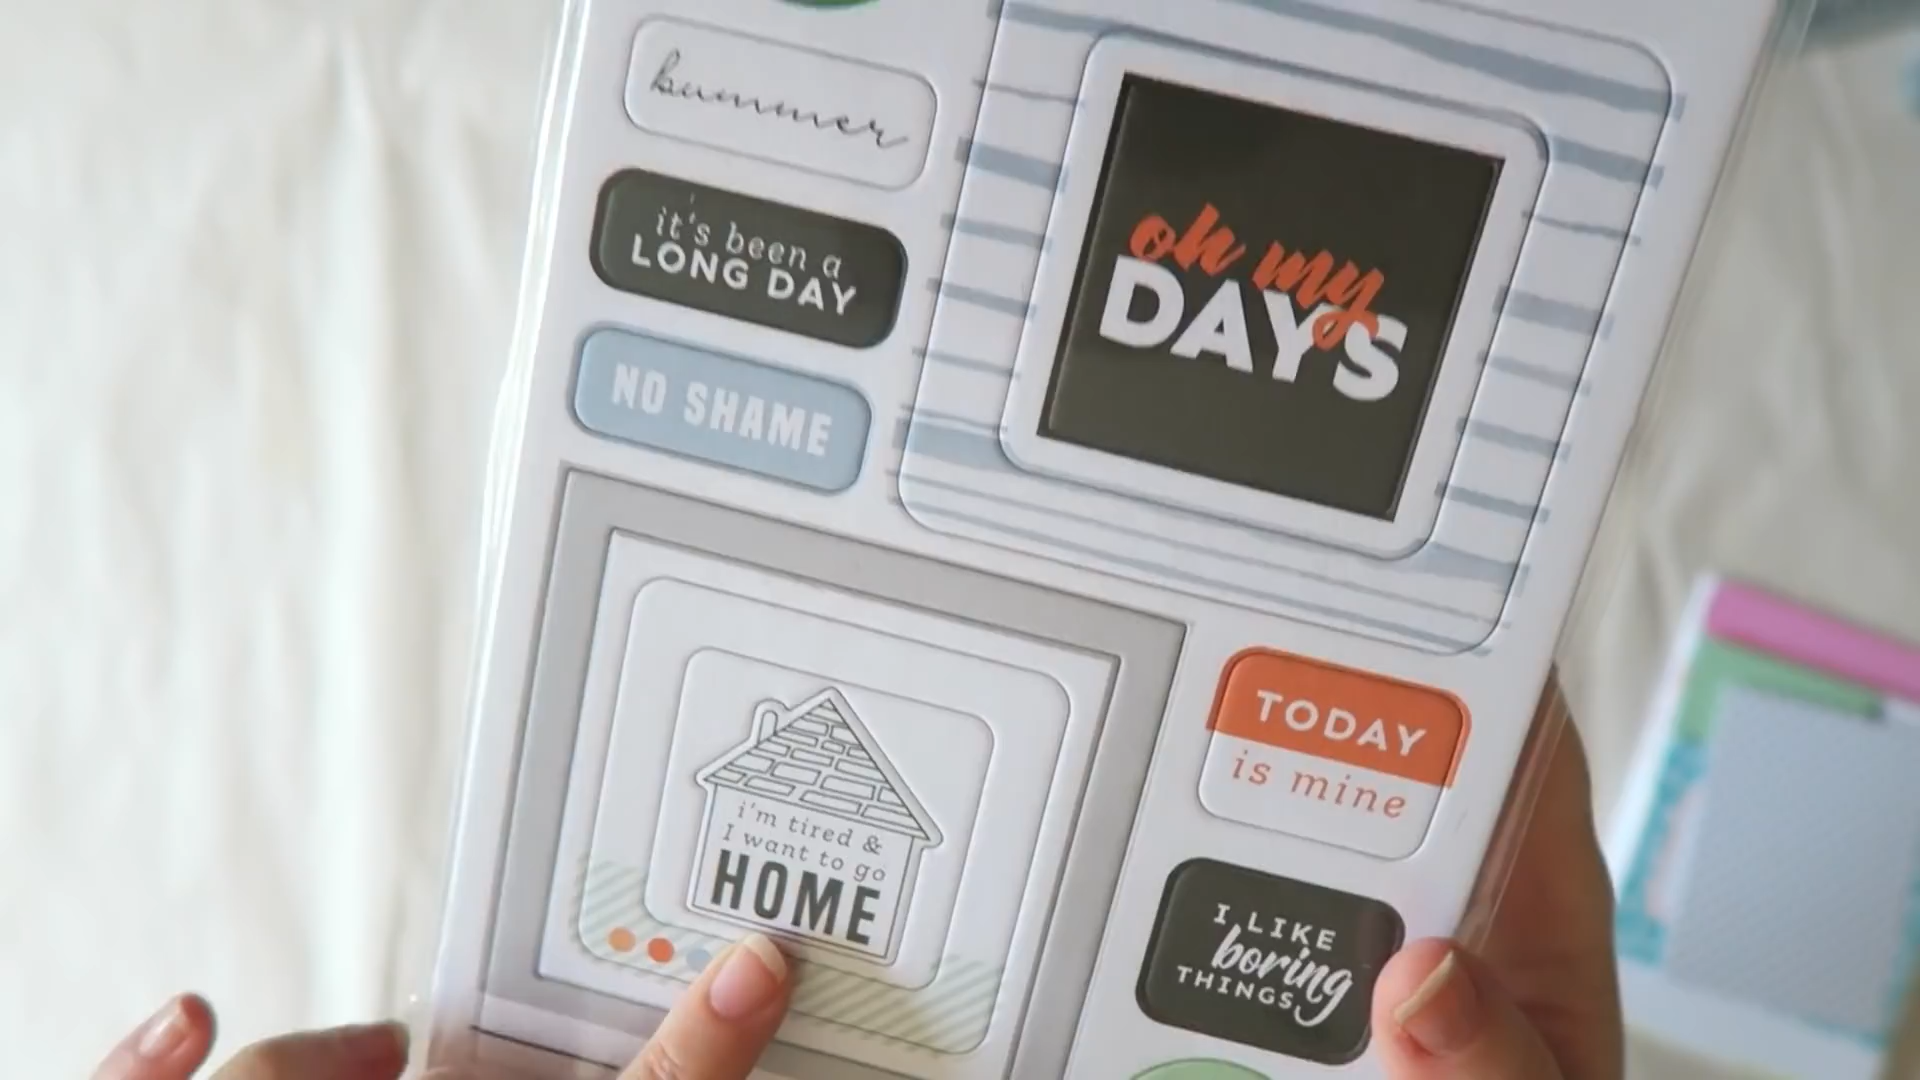 bummer
it's been a
LONG DAY
NO SHAME
oh my
DAYS
i'm tired &
I want to go
HOME
TODAY
is mine
I LIKE
boring
THINGS